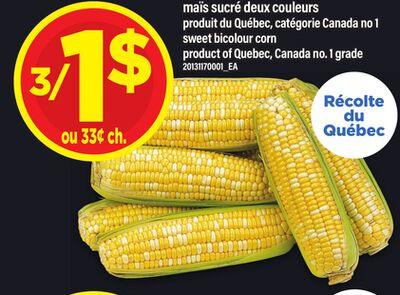 maïs sucré deux couleurs
produit du Québec, catégorie Canada no 1
sweet bicolour corn
product of Quebec, Canada no. 1 grade
20131170001_EA
3/1$
ou 33¢ ch.
Récolte
du
Québec